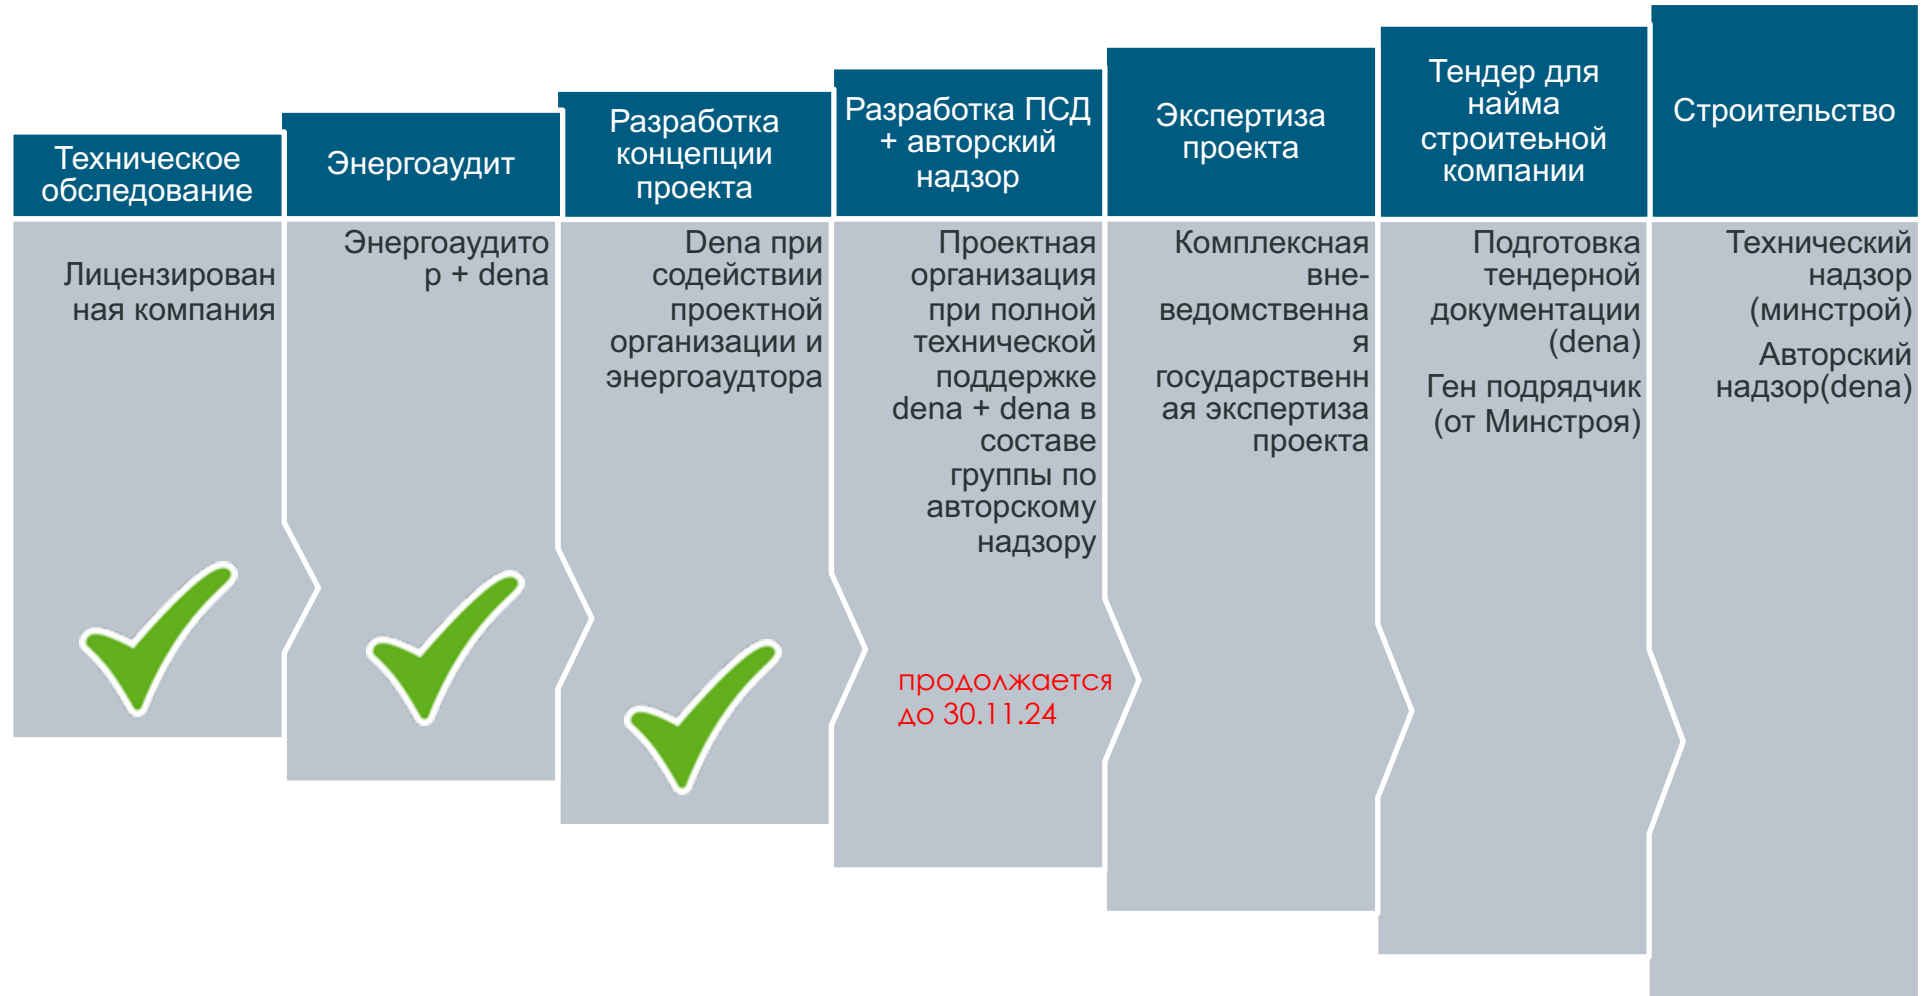 Техническое
обследование
Лицензирован
ная компания
Энергоаудит
Энергоаудито
р + dena
Разработка
концепции
проекта
Dena при
содействии
проектной
организации и
энергоаудтора
Разработка ПСД
+ авторский
надзор
Проектная
организация
при полной
технической
поддержке
dena + dena в
составе
группы по
авторскому
надзору
продолжается
до 30.11.24
Экспертиза
проекта
Комплексная
вне-
ведомственна
я
государственн
ая экспертиза
проекта
Тендер для
найма
строитеьной
компании
Подготовка
тендерной
документации
(dena)
Ген подрядчик
(от Минстроя)
Строительство
Технический
надзор
(минстрой)
Авторский
надзор(dena)